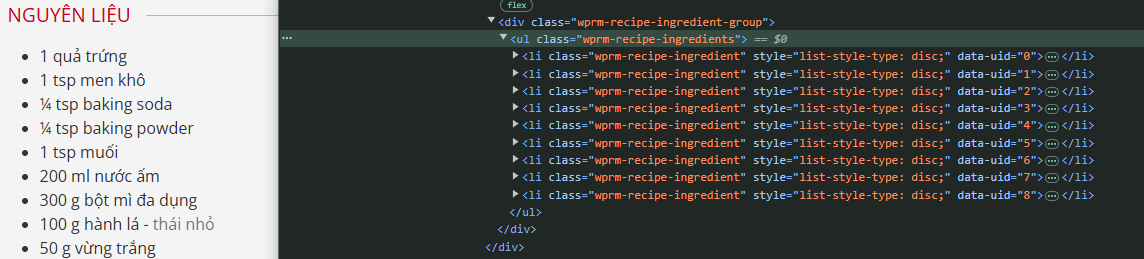 NGUYÊN LIỆU
1 quả trứng
1 tsp men khô
¼ tsp baking soda
¼ tsp baking powder
1 tsp muối
200 ml nước ấm
300 g bột mì đa dụng
100 g hành lá - thái nhỏ
50 g vừng trắng
flex
<div class="wprm-recipe-ingredient-group">
<ul class="wprm-recipe-ingredients"> == $0
<li class="wprm-recipe-ingredient" style="list-style-type: disc;" data-uid="0">…</li>
<li class="wprm-recipe-ingredient" style="list-style-type: disc;" data-uid="1">…</li>
<li class="wprm-recipe-ingredient" style="list-style-type: disc;" data-uid="2">…</li>
<li class="wprm-recipe-ingredient" style="list-style-type: disc;" data-uid="3">…</li>
<li class="wprm-recipe-ingredient" style="list-style-type: disc;" data-uid="4">…</li>
<li class="wprm-recipe-ingredient" style="list-style-type: disc;" data-uid="5">…</li>
<li class="wprm-recipe-ingredient" style="list-style-type: disc;" data-uid="6">…</li>
<li class="wprm-recipe-ingredient" style="list-style-type: disc;" data-uid="7">…</li>
<li class="wprm-recipe-ingredient" style="list-style-type: disc;" data-uid="8">…</li>
</ul>
</div>
</div>